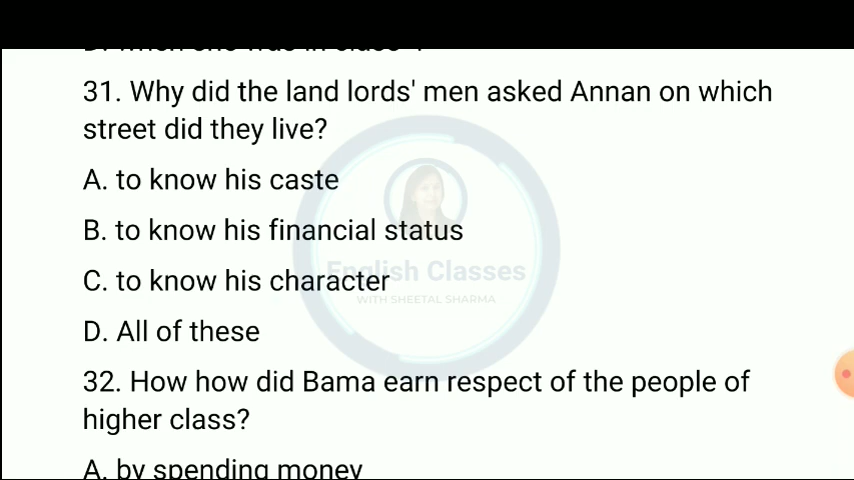 31. Why did the land lords' men asked Annan on which
street did they live?
A. to know his caste
B. to know his financial status
C. to know his character
English Classes
WITH SHEETAL SHARMA
D. All of these
32. How how did Bama earn respect of the people of
higher class?
A. by spending money